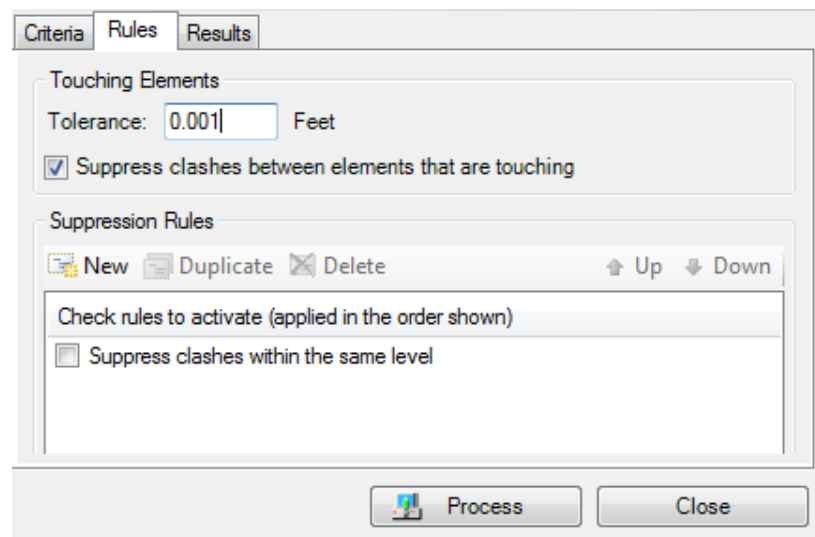 Criteria Rules Results
Touching Elements
Tolerance: 0.001 Feet
Suppress clashes between elements that are touching
Suppression Rules
New Duplicate Delete Up Down
Check rules to activate (applied in the order shown)
Suppress clashes within the same level
Process Close